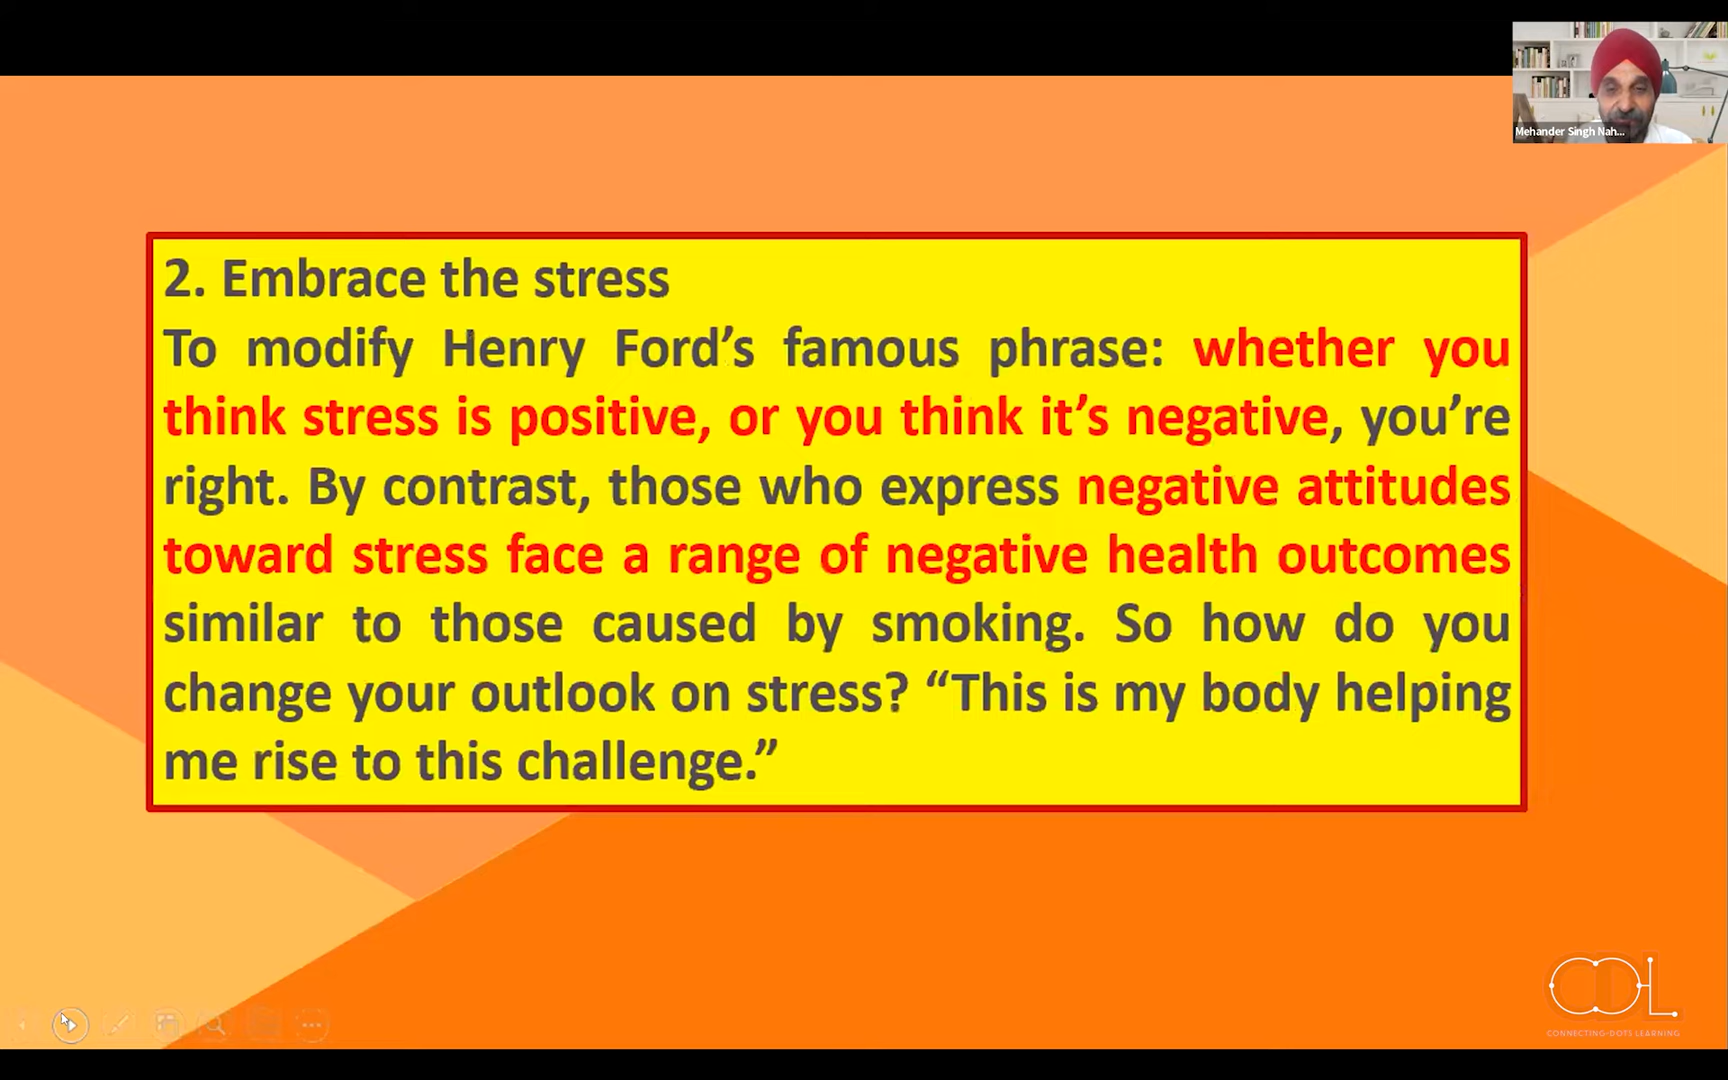 Mehander Singh Nah...
2. Embrace the stress
To modify Henry Ford’s famous phrase: whether you
think stress is positive, or you think it’s negative, you’re
right. By contrast, those who express negative attitudes
toward stress face a range of negative health outcomes
similar to those caused by smoking. So how do you
change your outlook on stress? “This is my body helping
me rise to this challenge.”
CDL
CONNECTING-DOTS LEARNING